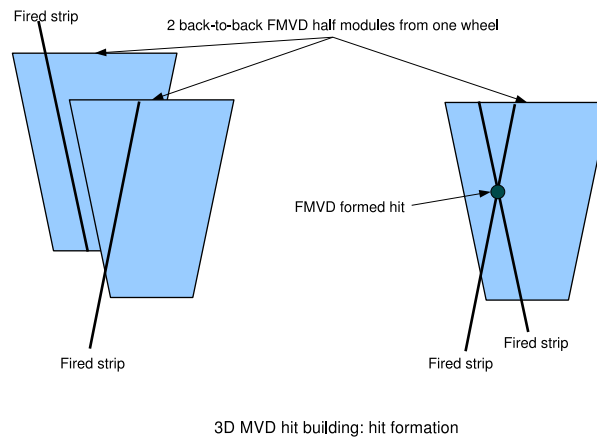 Fired strip
2 back-to-back FMVD half modules from one wheel
FMVD formed hit
Fired strip
Fired strip
Fired strip
3D MVD hit building: hit formation